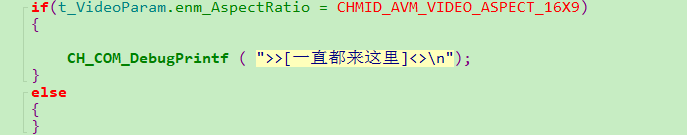 if(t_VideoParam.enm_AspectRatio = CHMID_AVM_VIDEO_ASPECT_16X9)
{
CH_COM_DebugPrintf ( ">>[一直都来这里]<>\n");
}
else
{
}